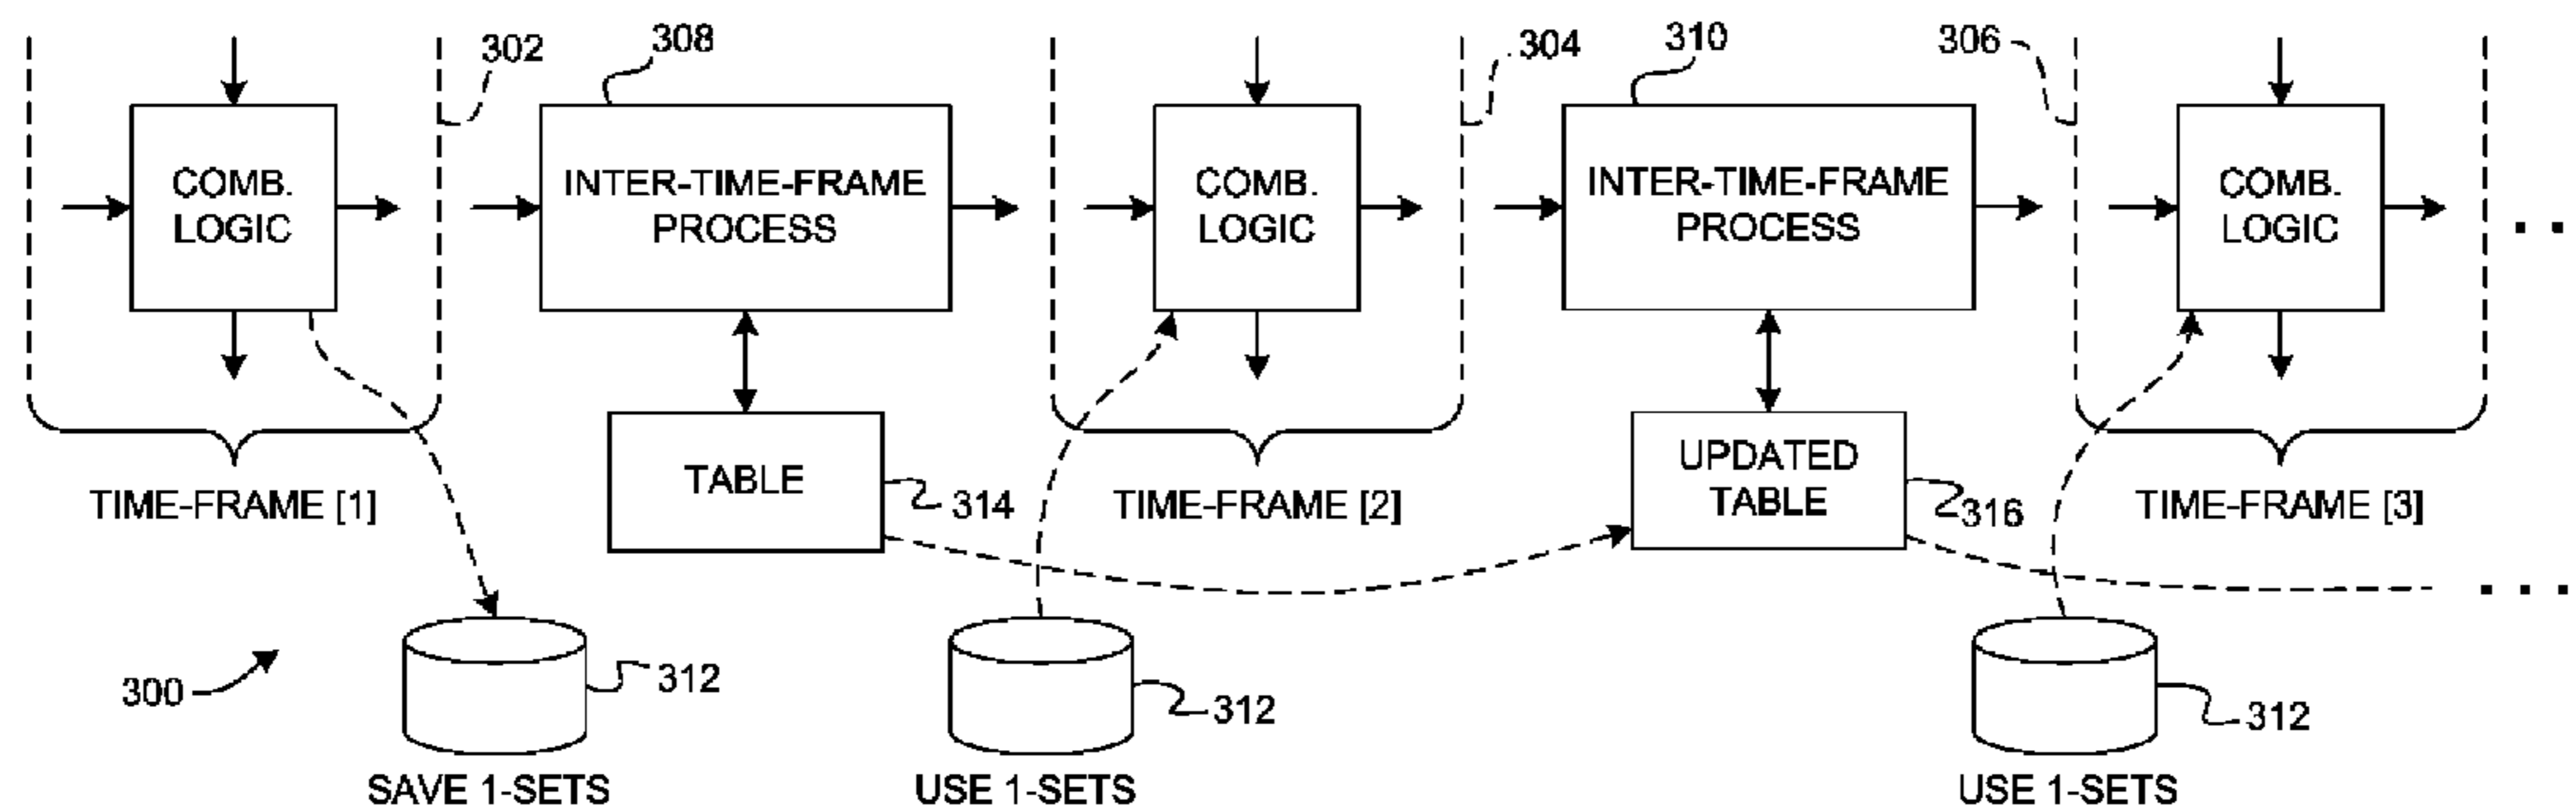 302
308
304
310
306
COMB.
LOGIC
INTER-TIME-FRAME
PROCESS
COMB.
LOGIC
INTER-TIME-FRAME
PROCESS
COMB.
LOGIC
. .
TABLE
314
UPDATED
TABLE
316
TIME-FRAME [1]
TIME-FRAME [2]
TIME-FRAME [3]
. . .
300
312
312
312
SAVE 1-SETS
USE 1-SETS
USE 1-SETS